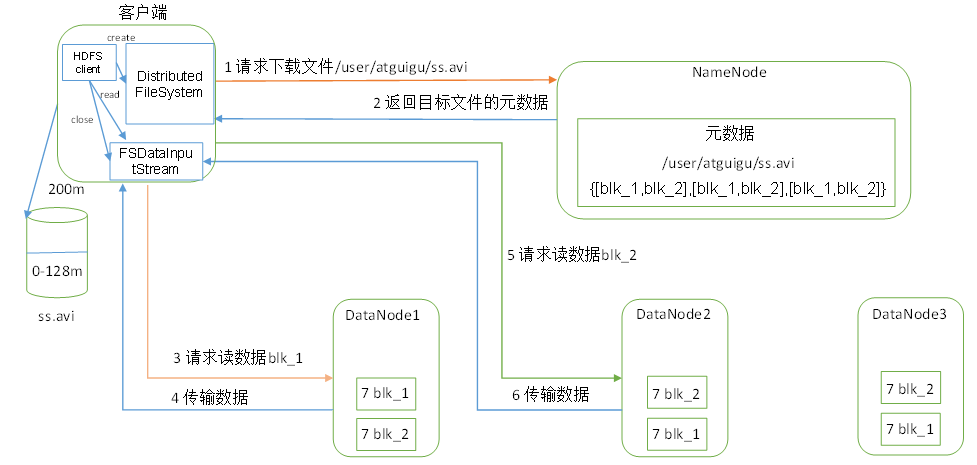 客户端
create
HDFS
client
Distributed
FileSystem
read
close
FSDataInpu
tStream
1 请求下载文件/user/atguigu/ss.avi
2 返回目标文件的元数据
NameNode
元数据
/user/atguigu/ss.avi
{[blk_1,blk_2],[blk_1,blk_2],[blk_1,blk_2]}
200m
0-128m
ss.avi
5 请求读数据blk_2
3 请求读数据blk_1
4 传输数据
6 传输数据
DataNode1
7 blk_1
7 blk_2
DataNode2
7 blk_2
7 blk_1
DataNode3
7 blk_2
7 blk_1